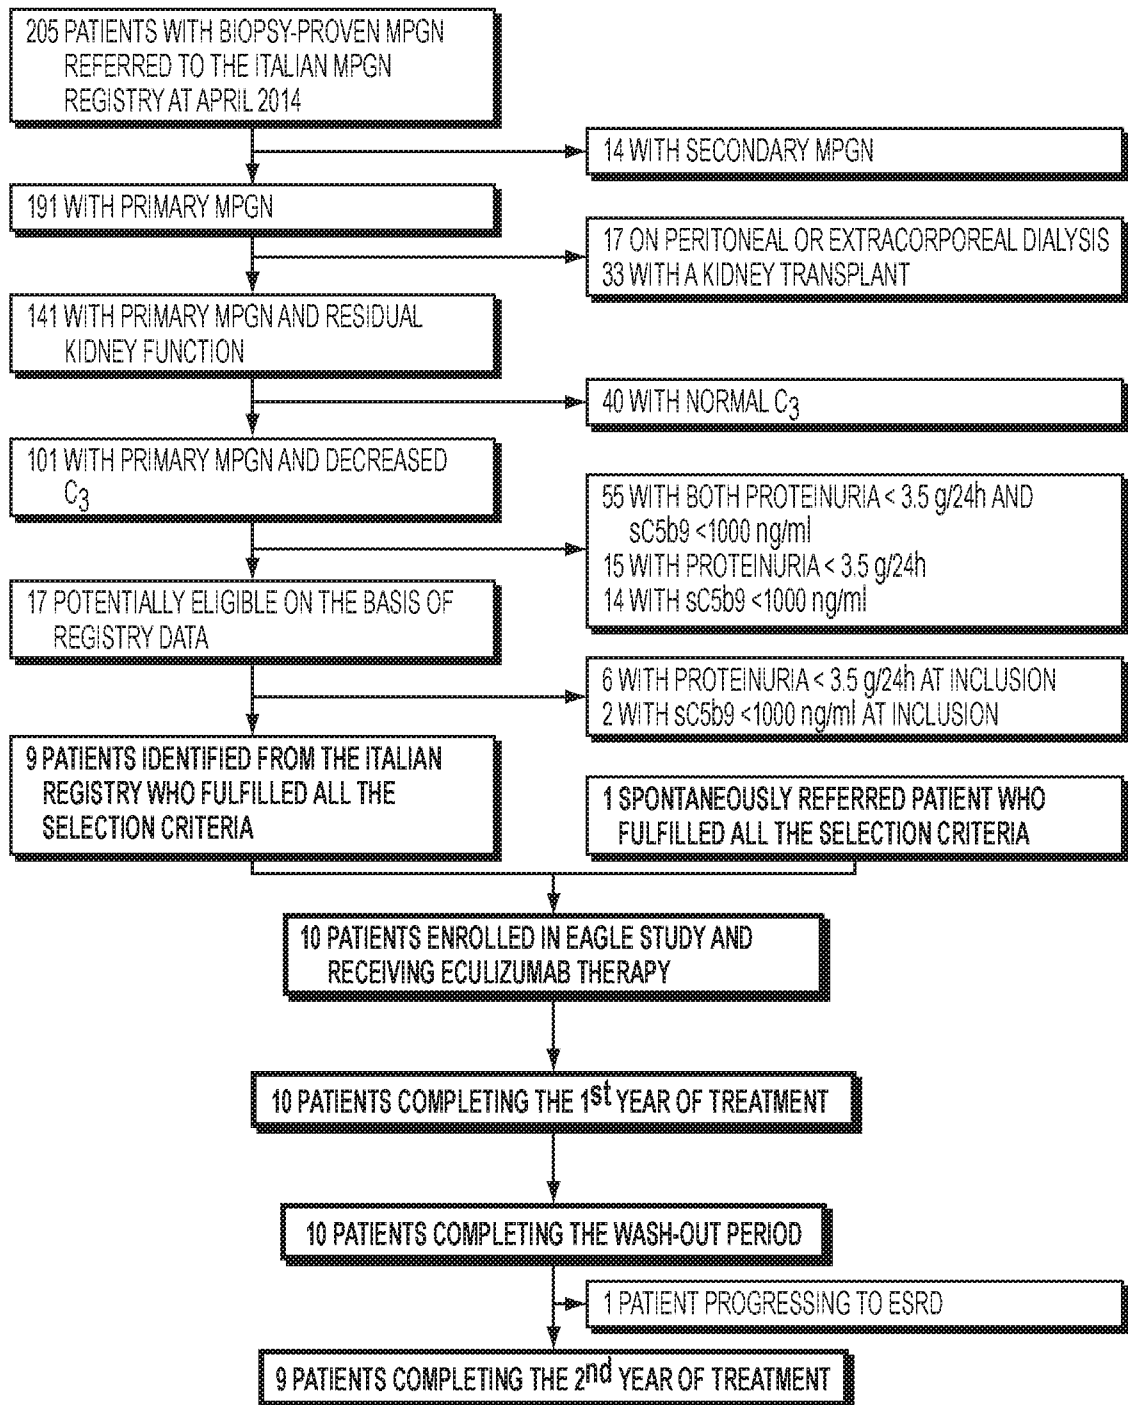 205 PATIENTS WITH BIOPSY-PROVEN MPGN
REFERRED TO THE ITALIAN MPGN
REGISTRY AT APRIL 2014
14 WITH SECONDARY MPGN
191 WITH PRIMARY MPGN
17 ON PERITONEAL OR EXTRACORPOREAL DIALYSIS
33 WITH A KIDNEY TRANSPLANT
141 WITH PRIMARY MPGN AND RESIDUAL
KIDNEY FUNCTION
40 WITH NORMAL C3
101 WITH PRIMARY MPGN AND DECREASED
C3
55 WITH BOTH PROTEINURIA < 3.5 g/24h AND
sC5b9 <1000 ng/ml
15 WITH PROTEINURIA < 3.5 g/24h
14 WITH sC5b9 <1000 ng/ml
17 POTENTIALLY ELIGIBLE ON THE BASIS OF
REGISTRY DATA
6 WITH PROTEINURIA < 3.5 g/24h AT INCLUSION
2 WITH sC5b9 <1000 ng/ml AT INCLUSION
9 PATIENTS IDENTIFIED FROM THE ITALIAN
REGISTRY WHO FULFILLED ALL THE
SELECTION CRITERIA
1 SPONTANEOUSLY REFERRED PATIENT WHO
FULFILLED ALL THE SELECTION CRITERIA
10 PATIENTS ENROLLED IN EAGLE STUDY AND
RECEIVING ECULIZUMAB THERAPY
10 PATIENTS COMPLETING THE 1st YEAR OF TREATMENT
10 PATIENTS COMPLETING THE WASH-OUT PERIOD
1 PATIENT PROGRESSING TO ESRD
9 PATIENTS COMPLETING THE 2nd YEAR OF TREATMENT